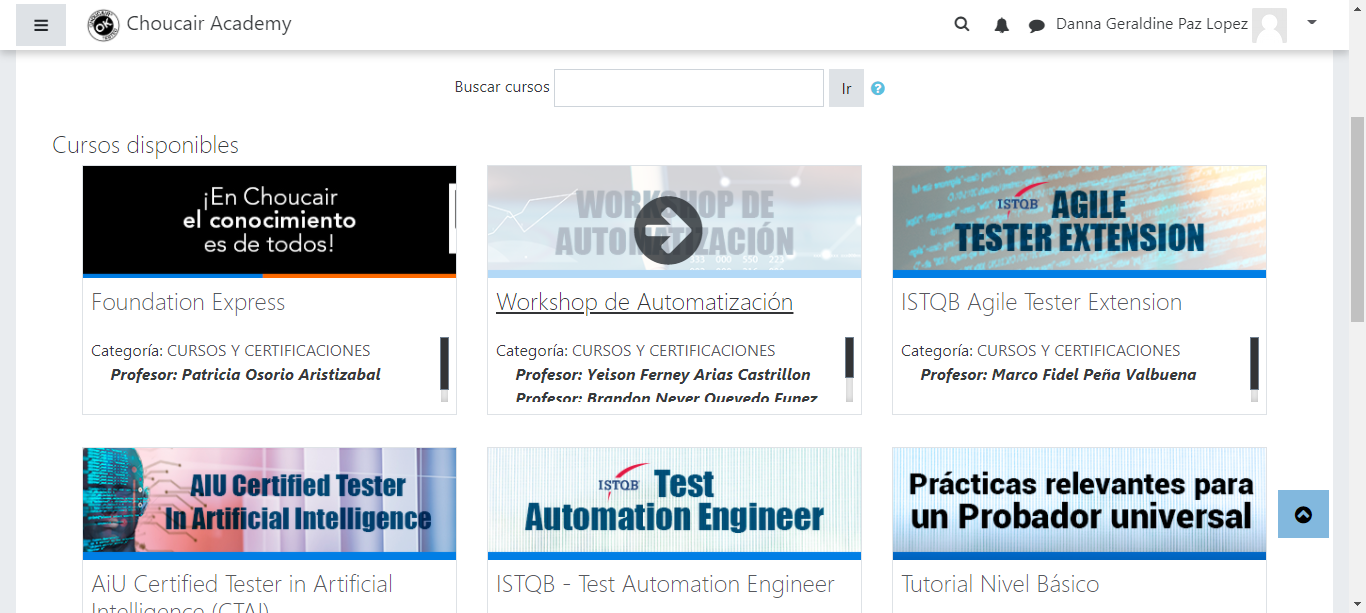 Choucair Academy
Danna Geraldine Paz Lopez
Buscar cursos
Ir
Cursos disponibles
¡En Choucair
el conocimiento
es de todos!
Foundation Express
Categoría: CURSOS Y CERTIFICACIONES
Profesor: Patricia Osorio Aristizabal
WORKSHOP DE
AUTOMATIZACIÓN
Workshop de Automatización
Categoría: CURSOS Y CERTIFICACIONES
Profesor: Yeison Ferney Arias Castrillon
Profesor: Brandon Never Quevedo Funez
ISTQB AGILE
TESTER EXTENSION
ISTQB Agile Tester Extension
Categoría: CURSOS Y CERTIFICACIONES
Profesor: Marco Fidel Peña Valbuena
AIU Certified Tester
In Artificial Intelligence
AiU Certified Tester in Artificial
Intelligence (CTAI)
ISTQB Test
Automation Engineer
ISTQB - Test Automation Engineer
Prácticas relevantes para
un Probador universal
Tutorial Nivel Básico